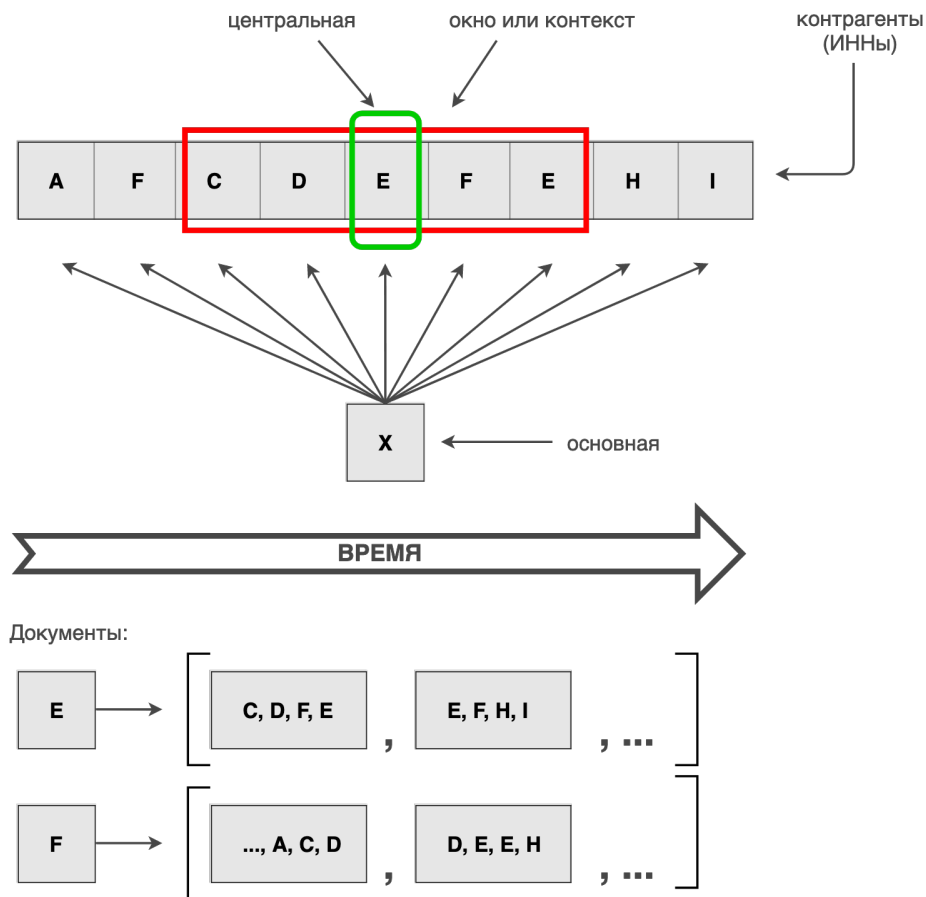 центральная
окно или контекст
контрагенты
(ИННы)
A F C D E F E H I
X
основная
ВРЕМЯ
Документы:
E C, D, F, E , E, F, H, I , ...
F ..., A, C, D , D, E, E, H , ...